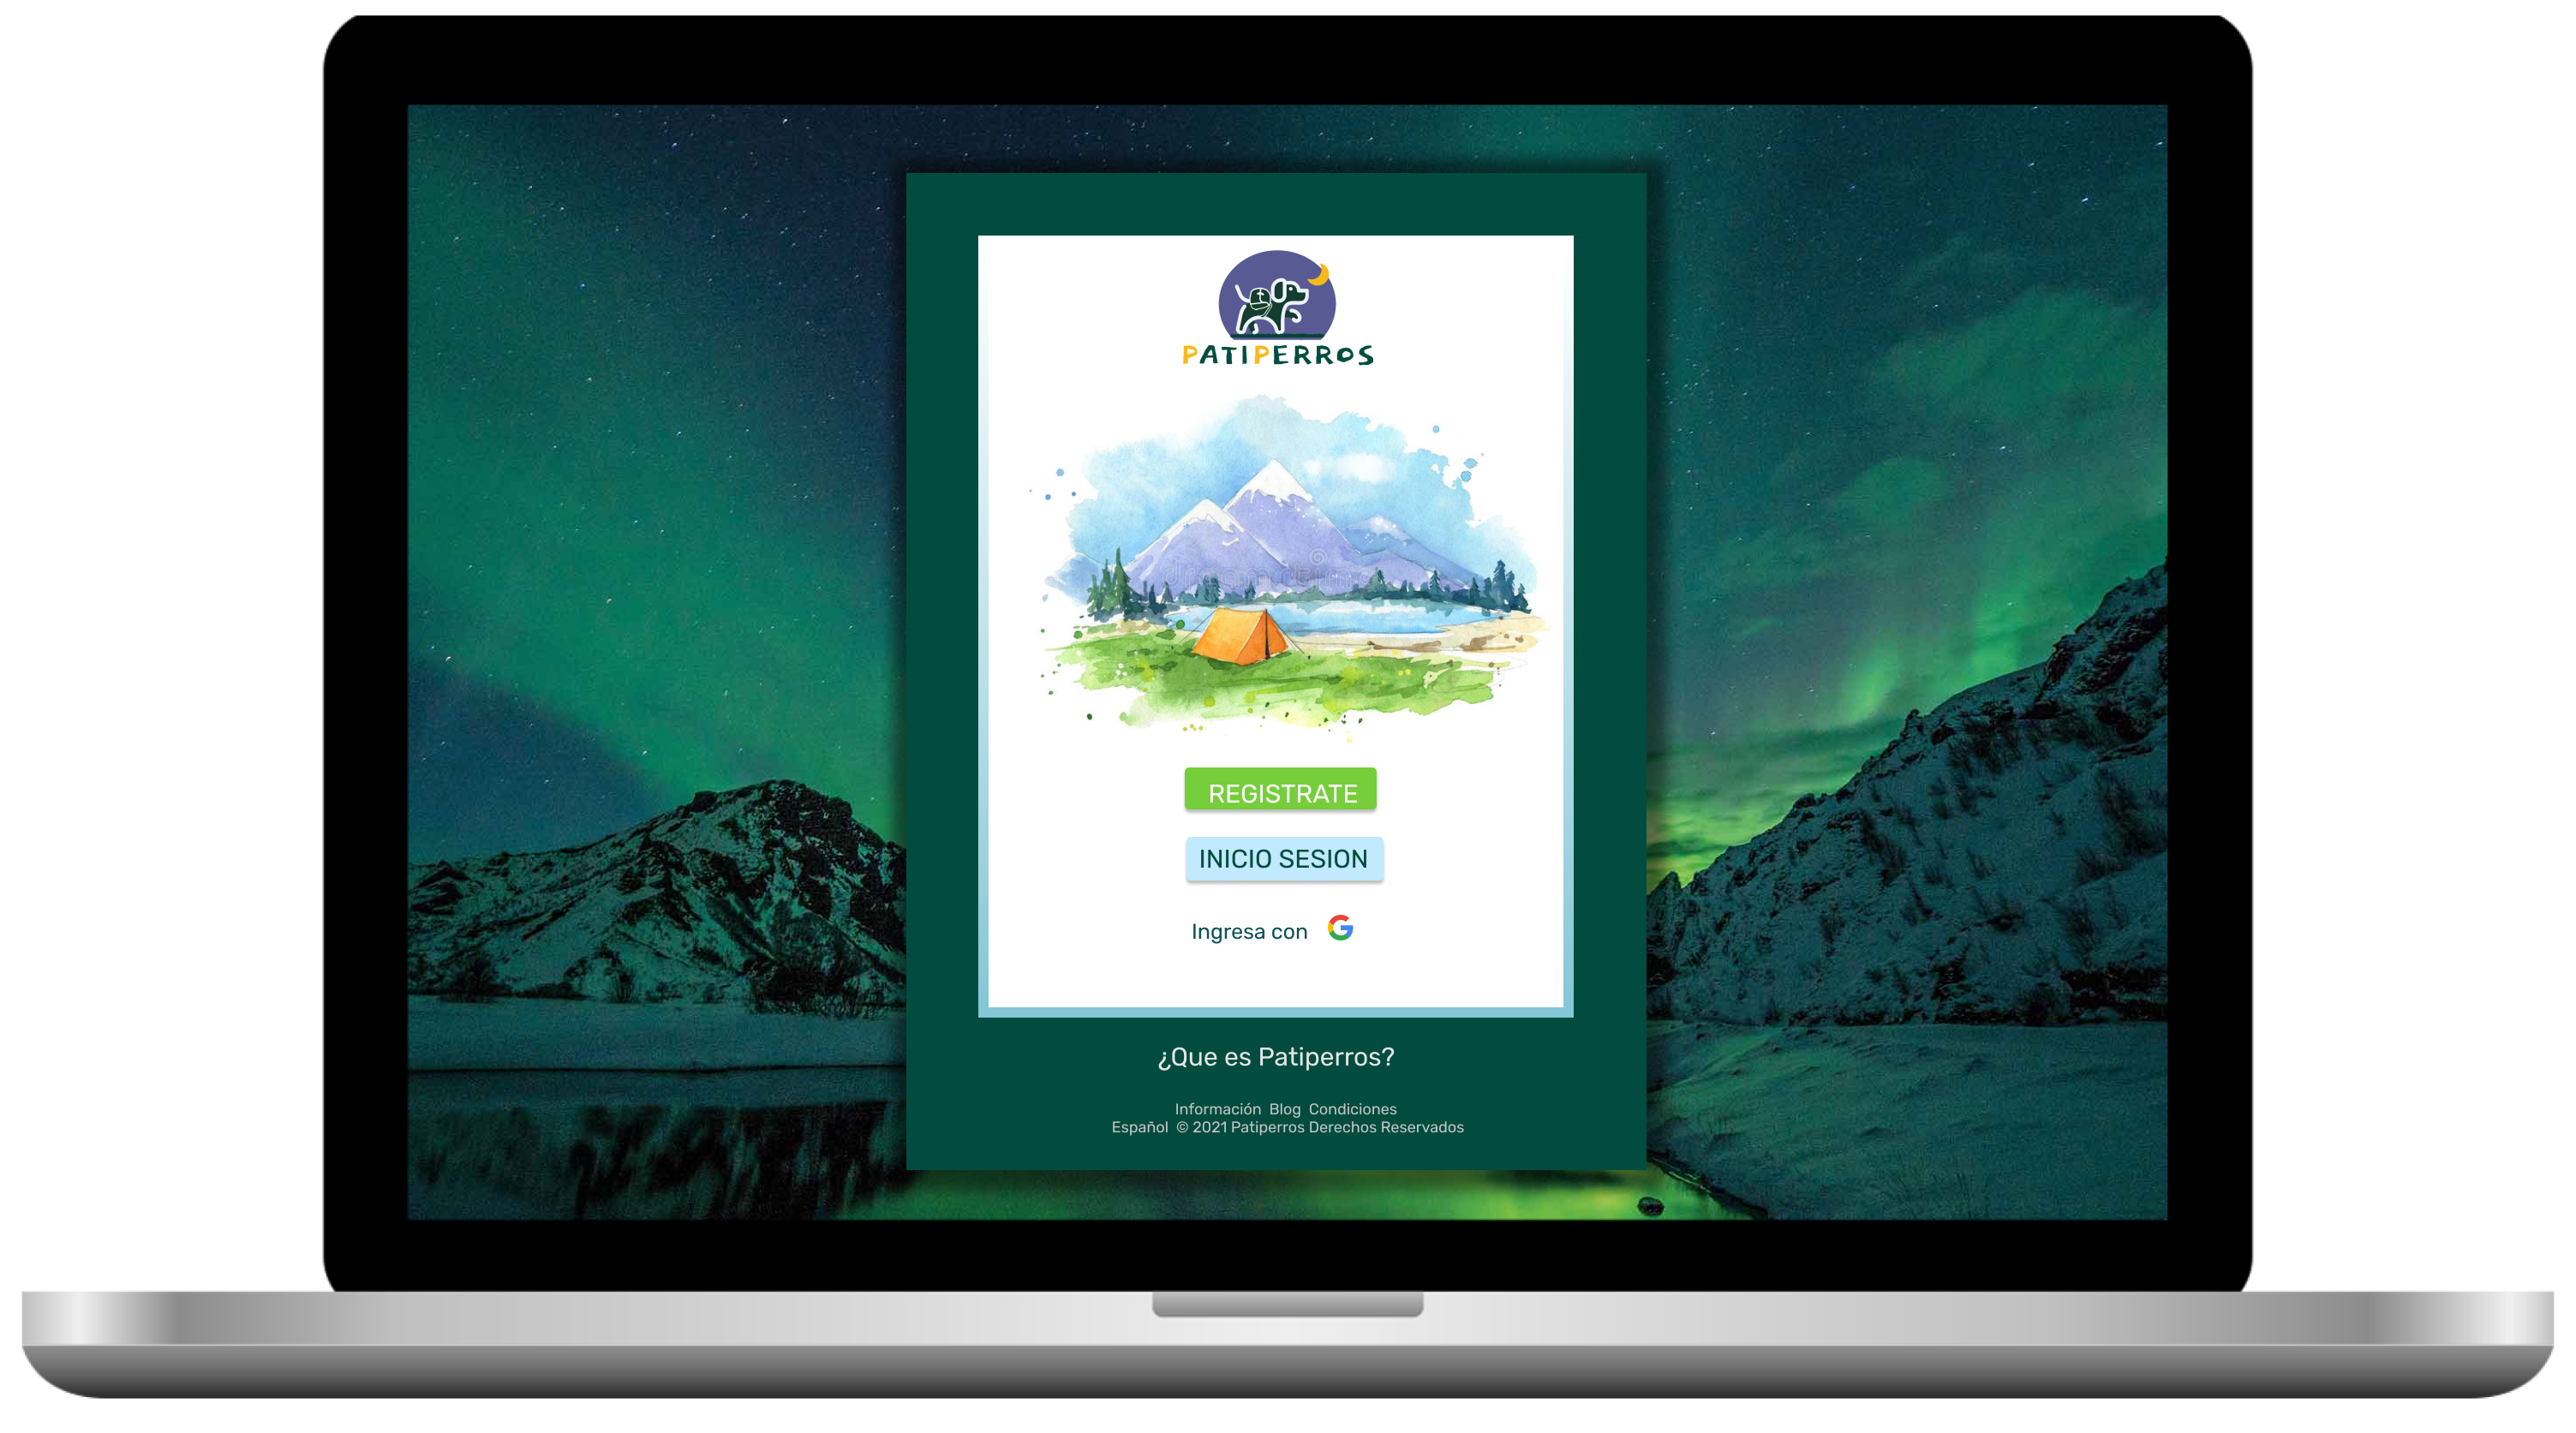 PATIPERROS
REGISTRATE
INICIO SESION
Ingresa con G
¿Que es Patiperros?
Información Blog Condiciones
Español © 2021 Patiperros Derechos Reservados